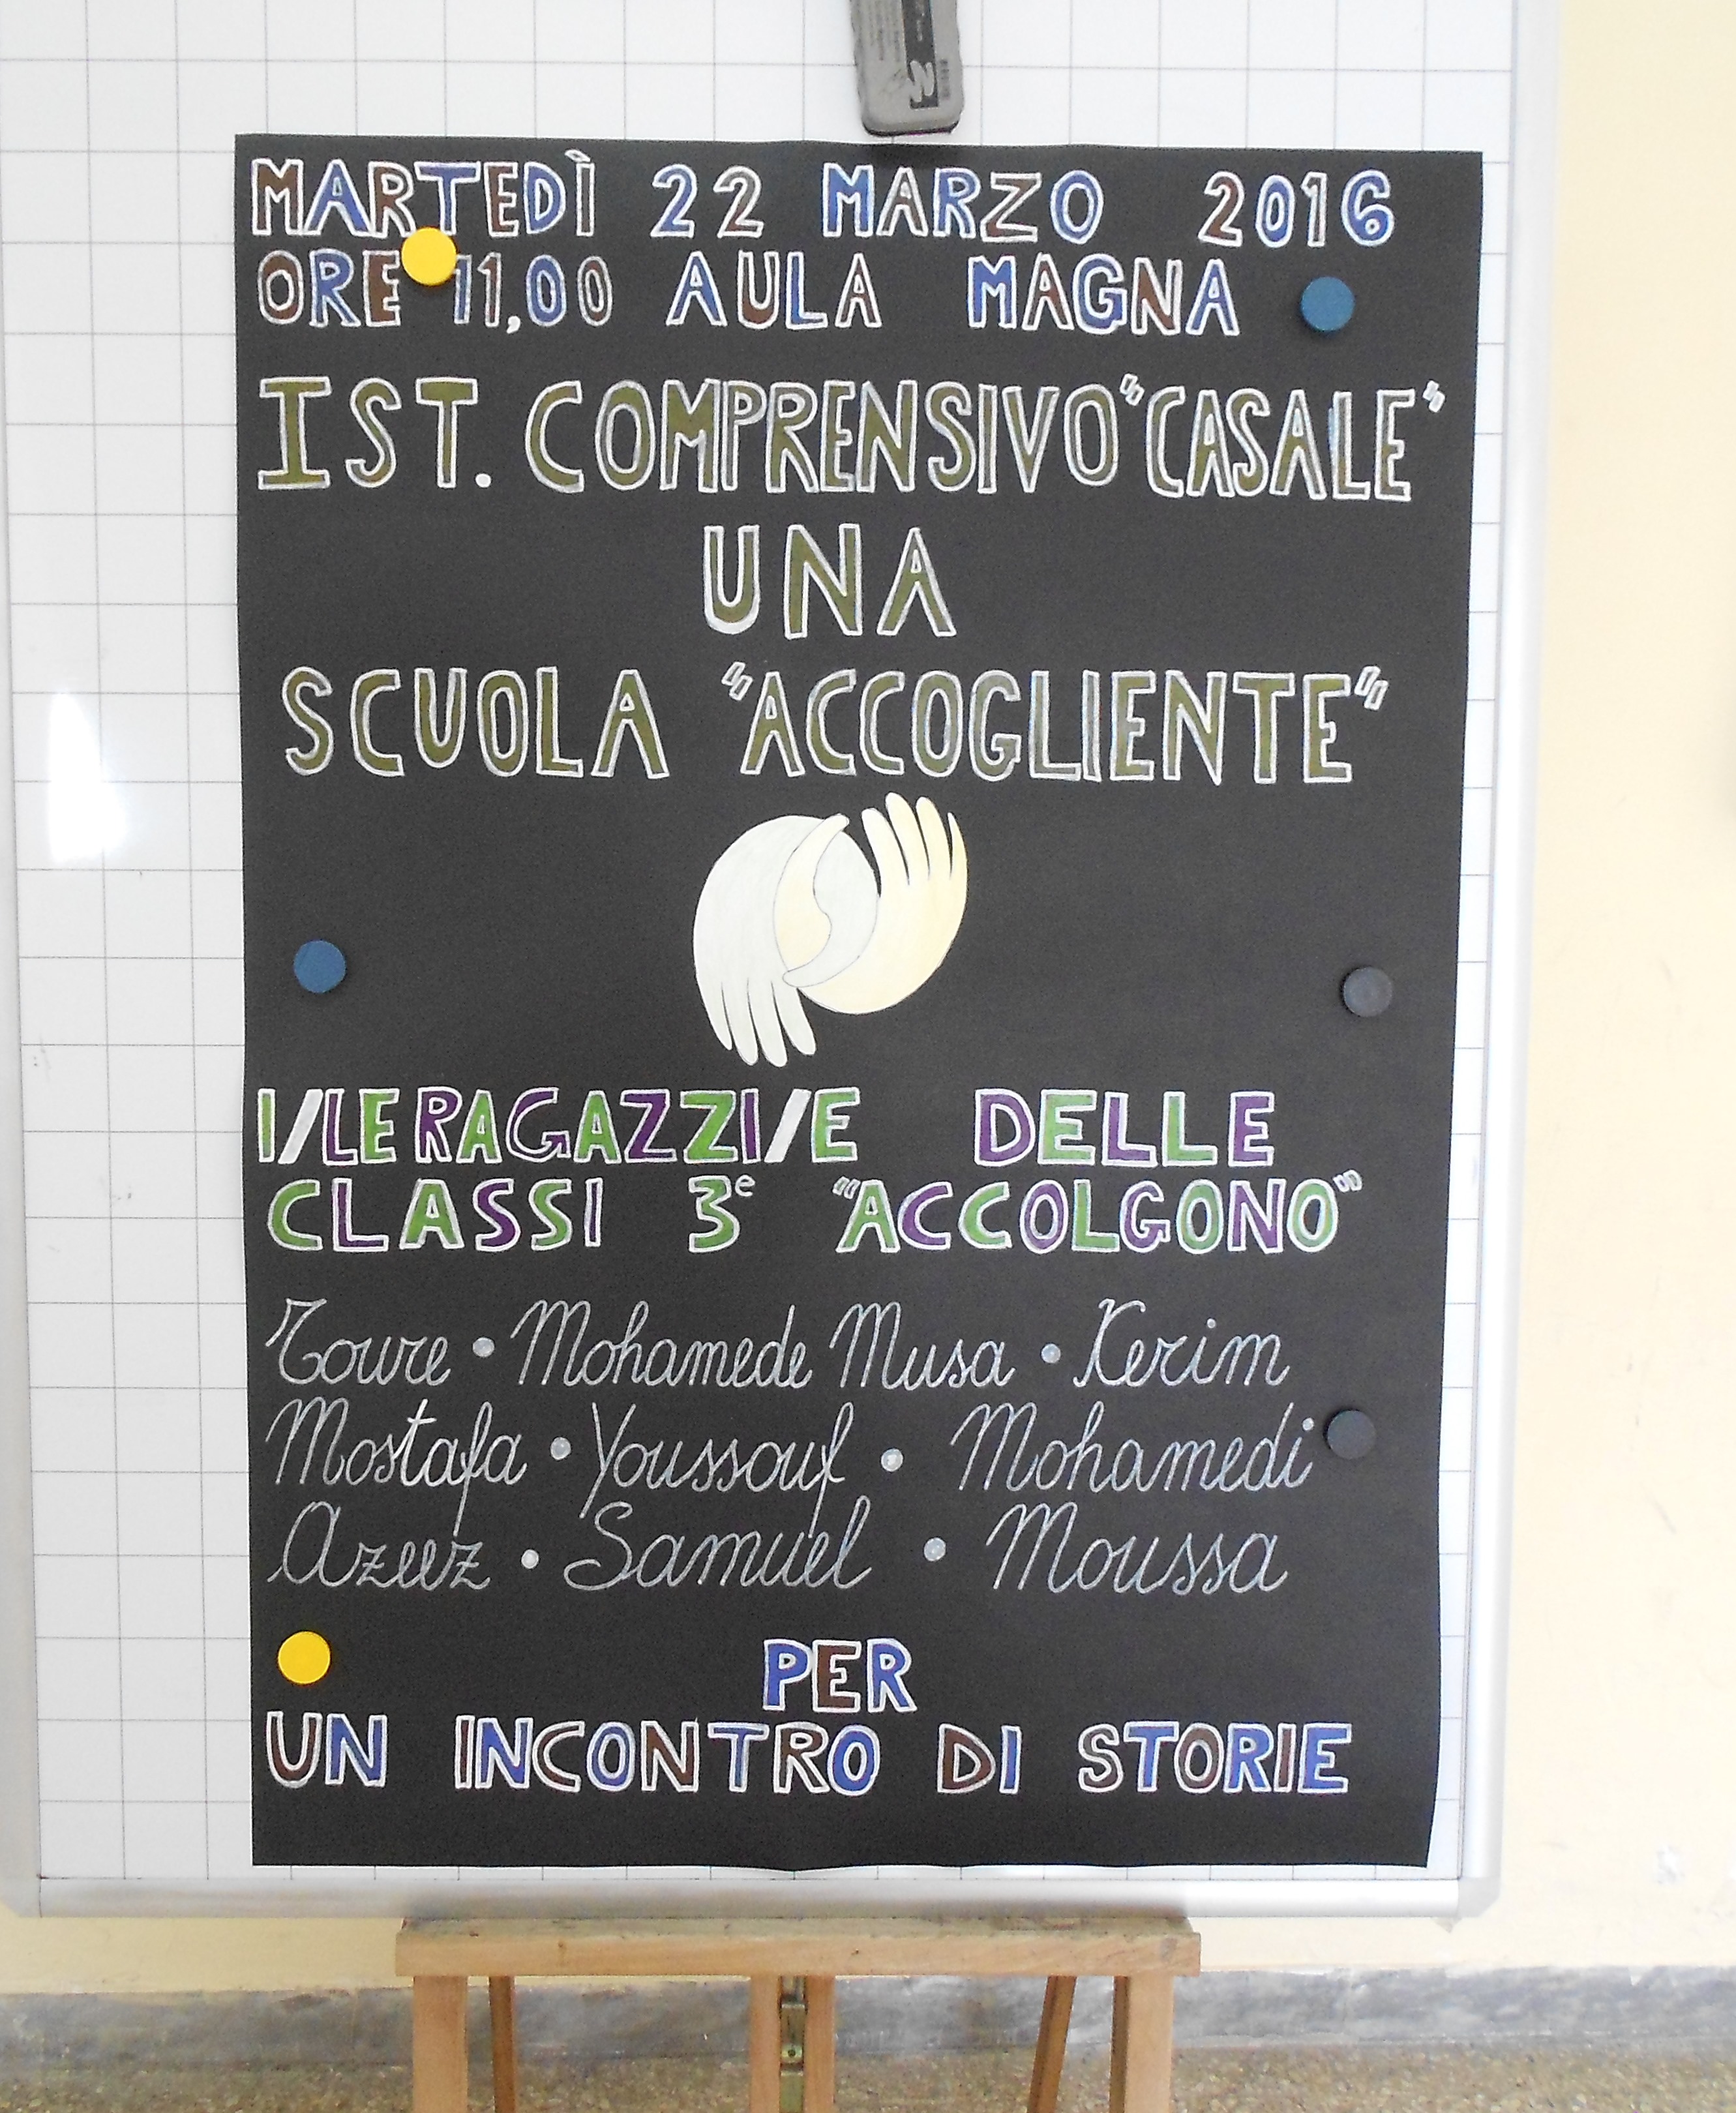 MARTEDÌ 22 MARZO 2016
ORE 11,00 AULA MAGNA
IST. COMPRENSIVO "CASALE"
UNA
SCUOLA "ACCOGLIENTE"
I/LE RAGAZZI/E DELLE
CLASSI 3e "ACCOLGONO"
Toure • Mohamede Musa • Kerim
Mostafa • Youssouf • Mohamedi
Azeez • Samuel • Moussa
PER
UN INCONTRO DI STORIE